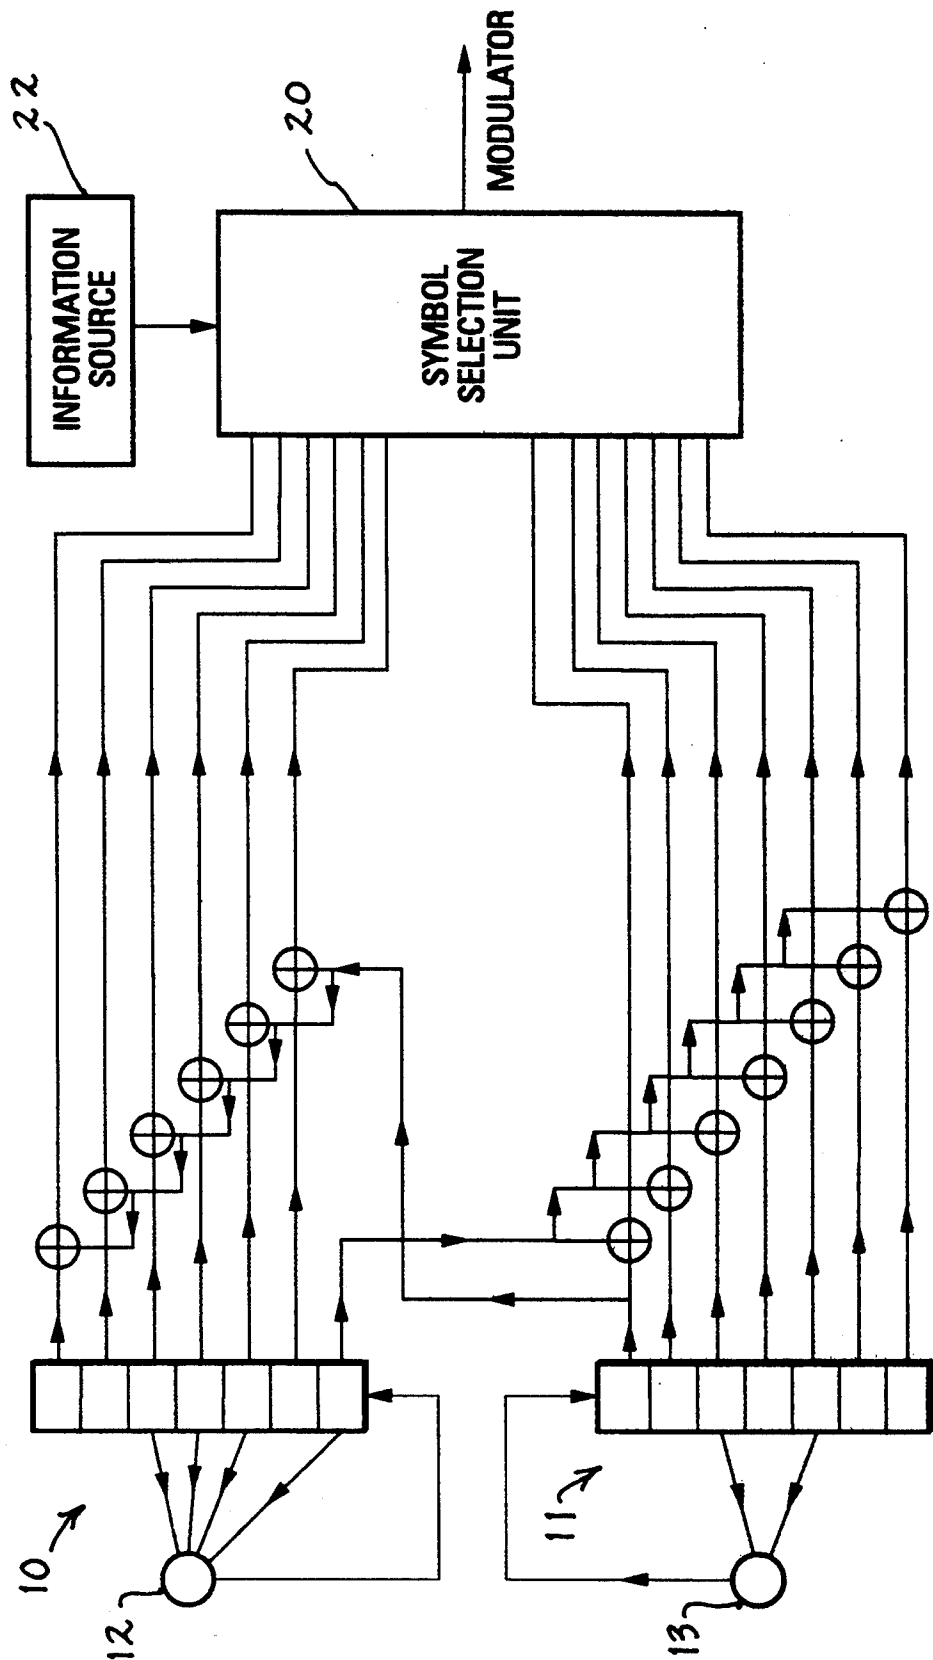 INFORMATION
SOURCE
22
SYMBOL
SELECTION
UNIT
20
MODULATOR
10
12
11
13